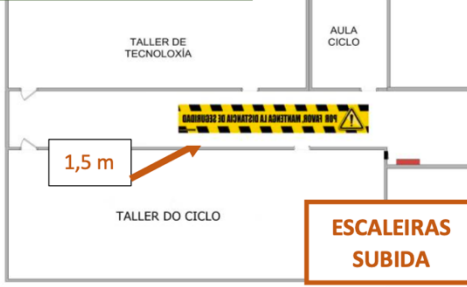 TALLER DE
TECNOLOXÍA
AULA
CICLO
POR FAVOR, MANTENGA LA DISTANCIA DE SEGURIDAD
1,5 m
TALLER DO CICLO
ESCALEIRAS
SUBIDA